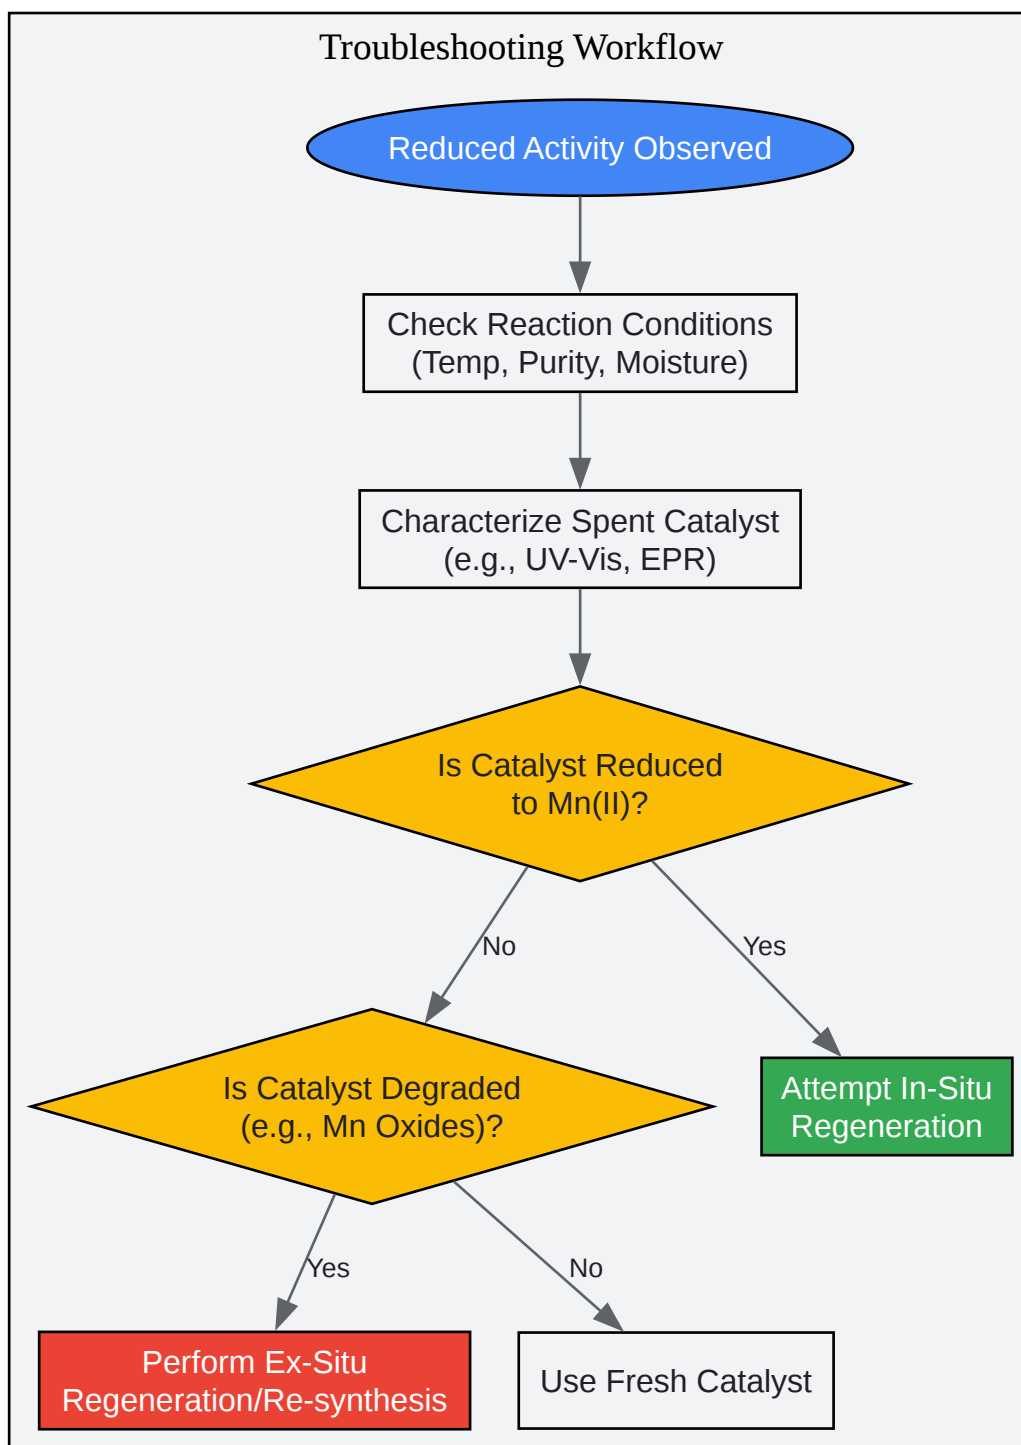 Troubleshooting Workflow
Reduced Activity Observed
Check Reaction Conditions
(Temp, Purity, Moisture)
Characterize Spent Catalyst
(e.g., UV-Vis, EPR)
Is Catalyst Reduced
to Mn(II)?
No
Yes
Is Catalyst Degraded
(e.g., Mn Oxides)?
Attempt In-Situ
Regeneration
Yes
No
Perform Ex-Situ
Regeneration/Re-synthesis
Use Fresh Catalyst